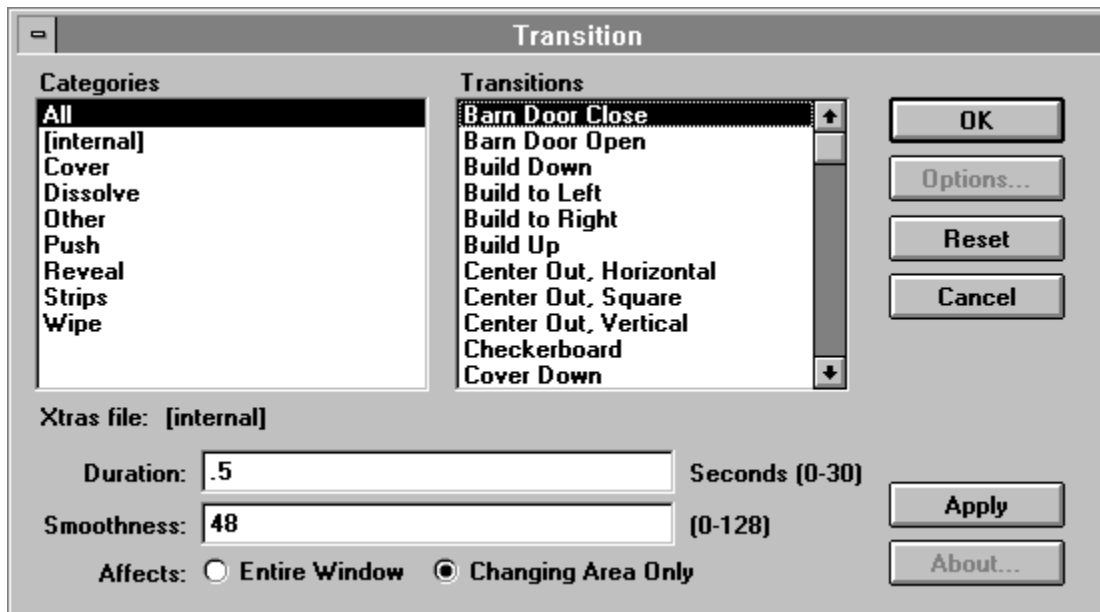 Transition
Categories
All
[internal]
Cover
Dissolve
Other
Push
Reveal
Strips
Wipe
Transitions
Barn Door Close
Barn Door Open
Build Down
Build to Left
Build to Right
Build Up
Center Out, Horizontal
Center Out, Square
Center Out, Vertical
Checkerboard
Cover Down
OK
Options...
Reset
Cancel
Xtras file: [internal]
Duration: .5 Seconds (0-30)
Smoothness: 48 (0-128)
Affects: Entire Window Changing Area Only
Apply
About...